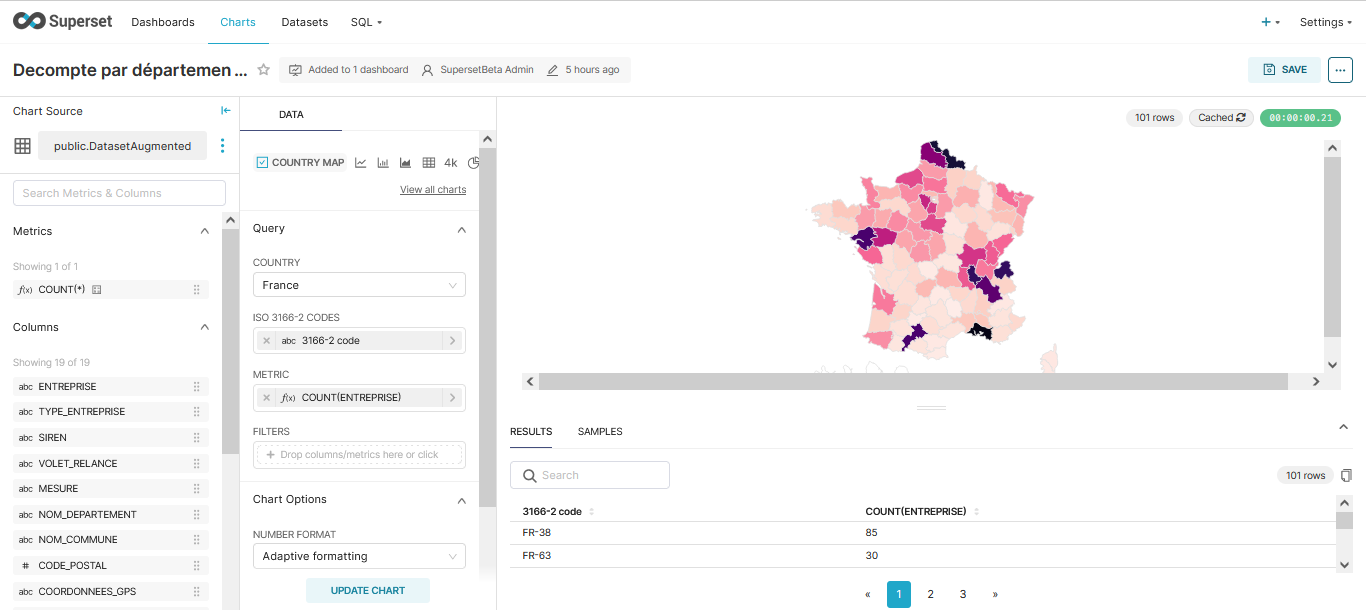 Superset Dashboards Charts Datasets SQL + Settings
Decompte par départemen ... Added to 1 dashboard SupersetBeta Admin 5 hours ago SAVE ...
Chart Source
public.DatasetAugmented
Search Metrics & Columns
Metrics
Showing 1 of 1
f(x) COUNT(*)
Columns
Showing 19 of 19
abc ENTREPRISE
abc TYPE_ENTREPRISE
abc SIREN
abc VOLET_RELANCE
abc MESURE
abc NOM_DEPARTEMENT
abc NOM_COMMUNE
# CODE_POSTAL
abc COORDONNEES_GPS
DATA
COUNTRY MAP 4k
View all charts
Query
COUNTRY
France
ISO 3166-2 CODES
× abc 3166-2 code
METRIC
× f(x) COUNT(ENTREPRISE)
FILTERS
+ Drop columns/metrics here or click
Chart Options
NUMBER FORMAT
Adaptive formatting
UPDATE CHART
101 rows Cached 00:00:00.21
RESULTS SAMPLES
Search 101 rows
3166-2 code COUNT(ENTREPRISE)
FR-38 85
FR-63 30
« 1 2 3 »